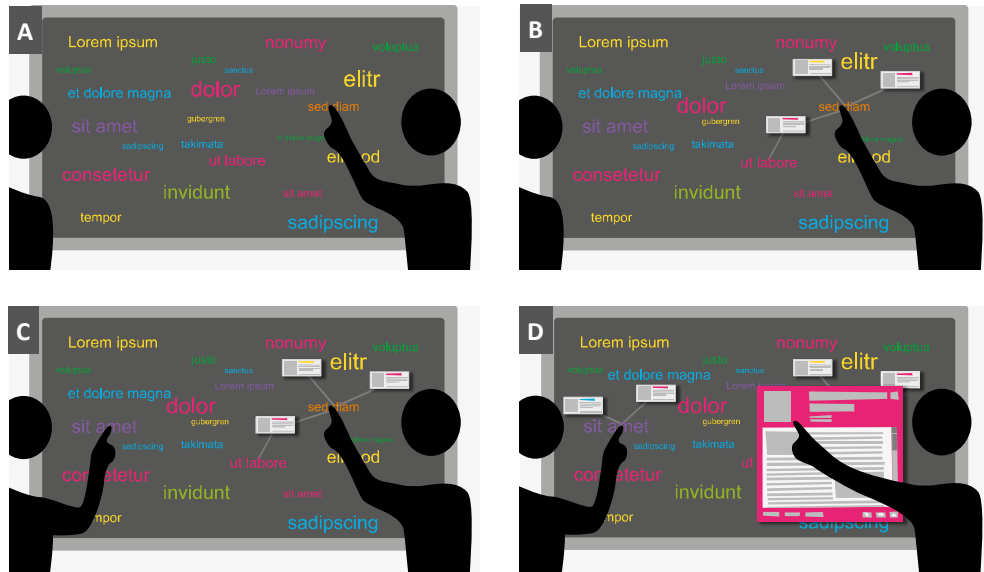 A
Lorem ipsum
nonumy
voluptua
justo
voluptua
sanctus
elitr
et dolore magna
dolor
Lorem ipsum
sed diam
sit amet
gubergren
sadipscing
takimata
ut labore
consetetur
invidunt
sit amet
tempor
sadipscing
B
Lorem ipsum
nonumy
voluptua
justo
elitr
voluptua
sanctus
et dolore magna
Lorem ipsum
dolor
sed diam
sit amet
gubergren
sadipscing
takimata
ut labore
consetetur
invidunt
sit amet
tempor
sadipscing
C
Lorem ipsum
nonumy
voluptua
justo
elitr
voluptua
sanctus
et dolore magna
Lorem ipsum
dolor
sed diam
sit amet
gubergren
sadipscing
takimata
ut labore
consetetur
invidunt
sit amet
sadipscing
D
Lorem ipsum
nonumy
voluptua
justo
elitr
voluptua
sanctus
et dolore magna
Lorem ipsum
dolor
sit amet
gubergren
sadipscing
takimata
ut
invidunt
sadipscing